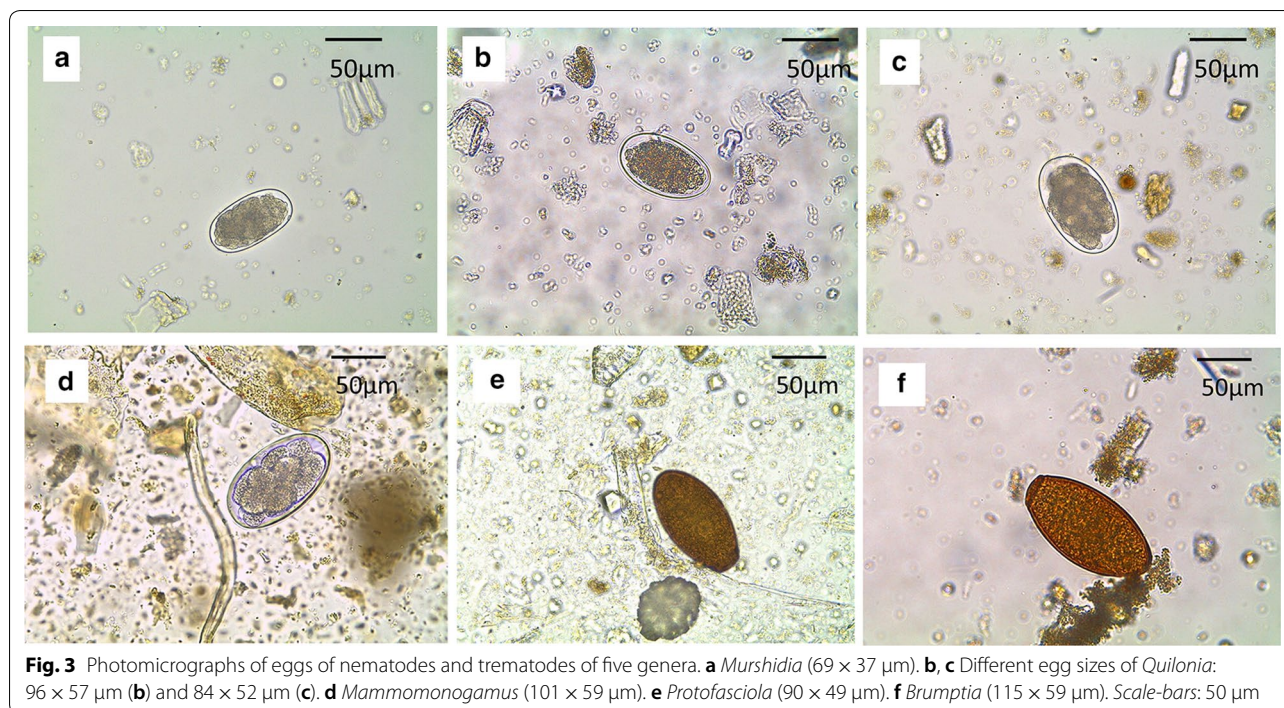 a
50μm
b
50μm
c
50μm
d
50μm
e
50μm
f
50μm
Fig. 3 Photomicrographs of eggs of nematodes and trematodes of five genera. a Murshidia (69 × 37 μm). b, c Different egg sizes of Quilonia:
96 × 57 μm (b) and 84 × 52 μm (c). d Mammomonogamus (101 × 59 μm). e Protofasciola (90 × 49 μm). f Brumptia (115 × 59 μm). Scale-bars: 50 μm